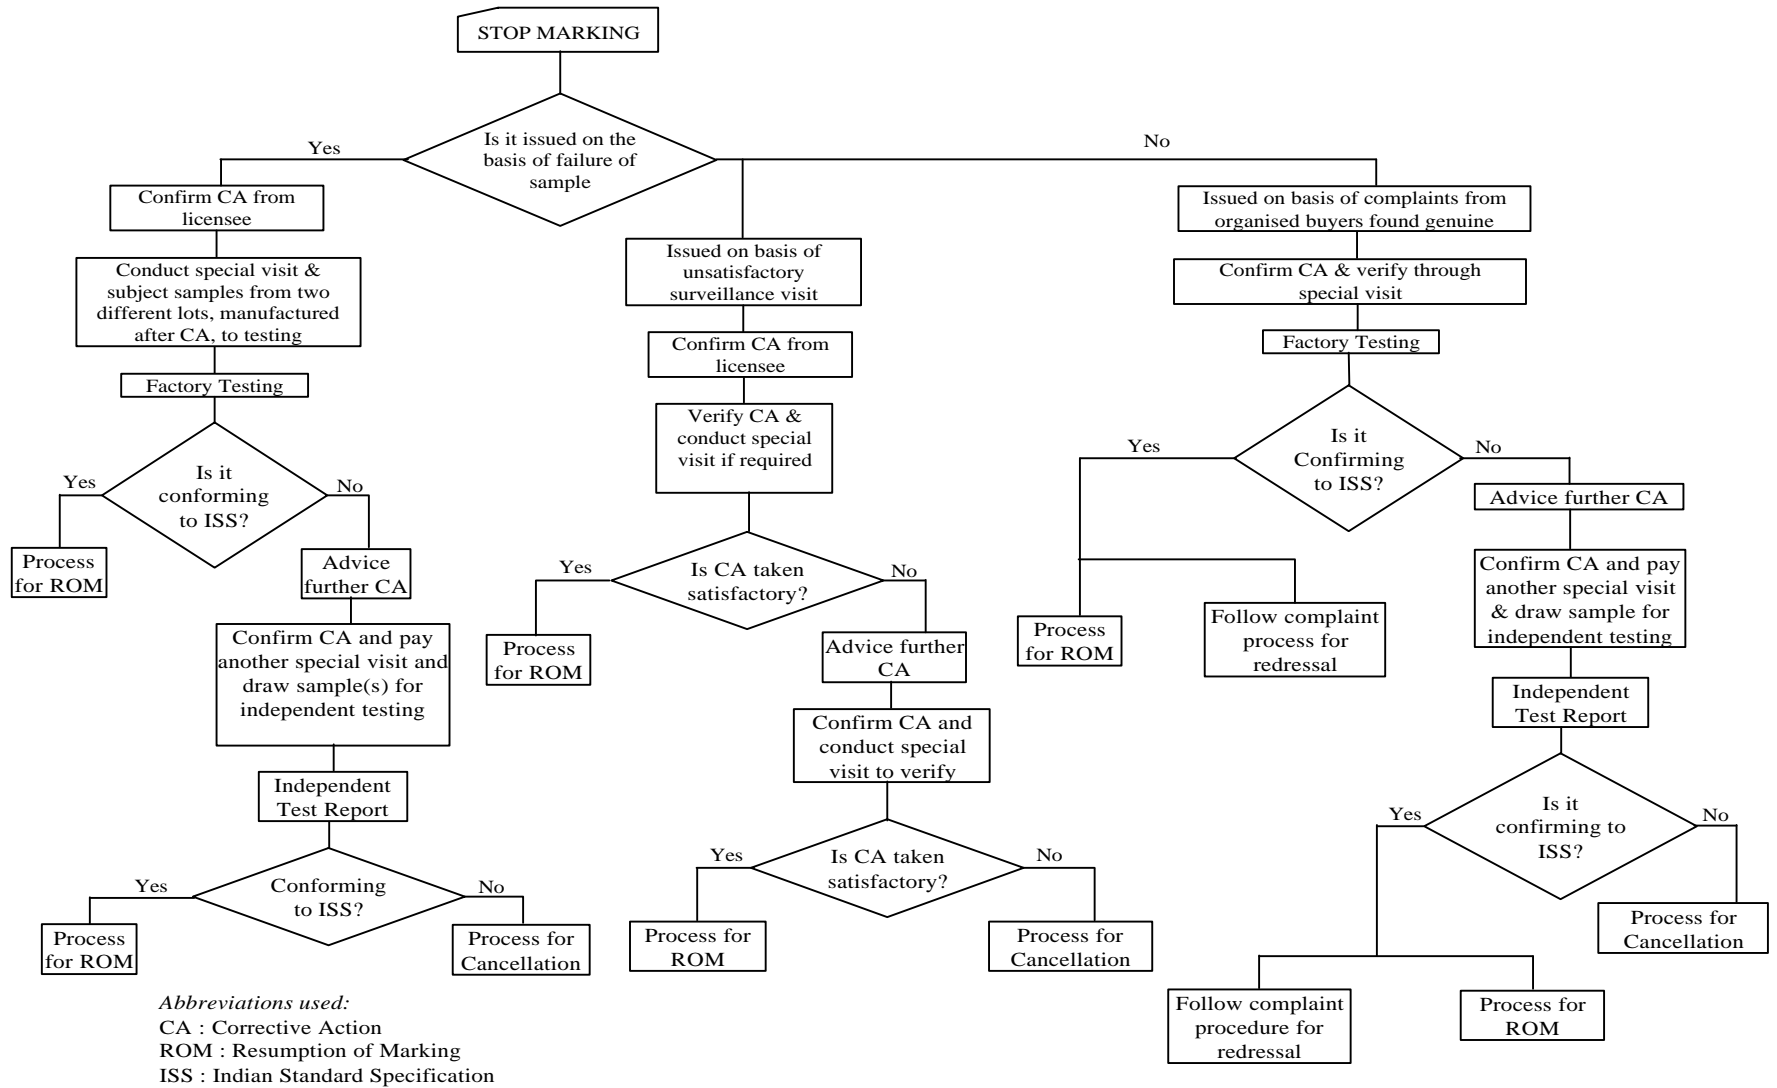 STOP MARKING
Is it issued on the
basis of failure of
sample
Yes
No
Confirm CA from
licensee
Conduct special visit &
subject samples from two
different lots, manufactured
after CA, to testing
Factory Testing
Is it
conforming
to ISS?
Yes
No
Process
for ROM
Advice
further CA
Confirm CA and pay
another special visit and
draw sample(s) for
independent testing
Independent
Test Report
Conforming
to ISS?
Yes
No
Process
for ROM
Process for
Cancellation
Issued on basis of
unsatisfactory
surveillance visit
Confirm CA from
licensee
Verify CA &
conduct special
visit if required
Is CA taken
satisfactory?
Yes
No
Process
for ROM
Advice further
CA
Confirm CA and
conduct special
visit to verify
Is CA taken
satisfactory?
Yes
No
Process for
ROM
Process for
Cancellation
Issued on basis of complaints from
organised buyers found genuine
Confirm CA & verify through
special visit
Factory Testing
Is it
Confirming
to ISS?
Yes
No
Process
for ROM
Follow complaint
process for
redressal
Advice further CA
Confirm CA and pay
another special visit
& draw sample for
independent testing
Independent
Test Report
Is it
confirming to
ISS?
Yes
No
Process for
Cancellation
Follow complaint
procedure for
redressal
Process for
ROM
Abbreviations used:
CA : Corrective Action
ROM : Resumption of Marking
ISS : Indian Standard Specification